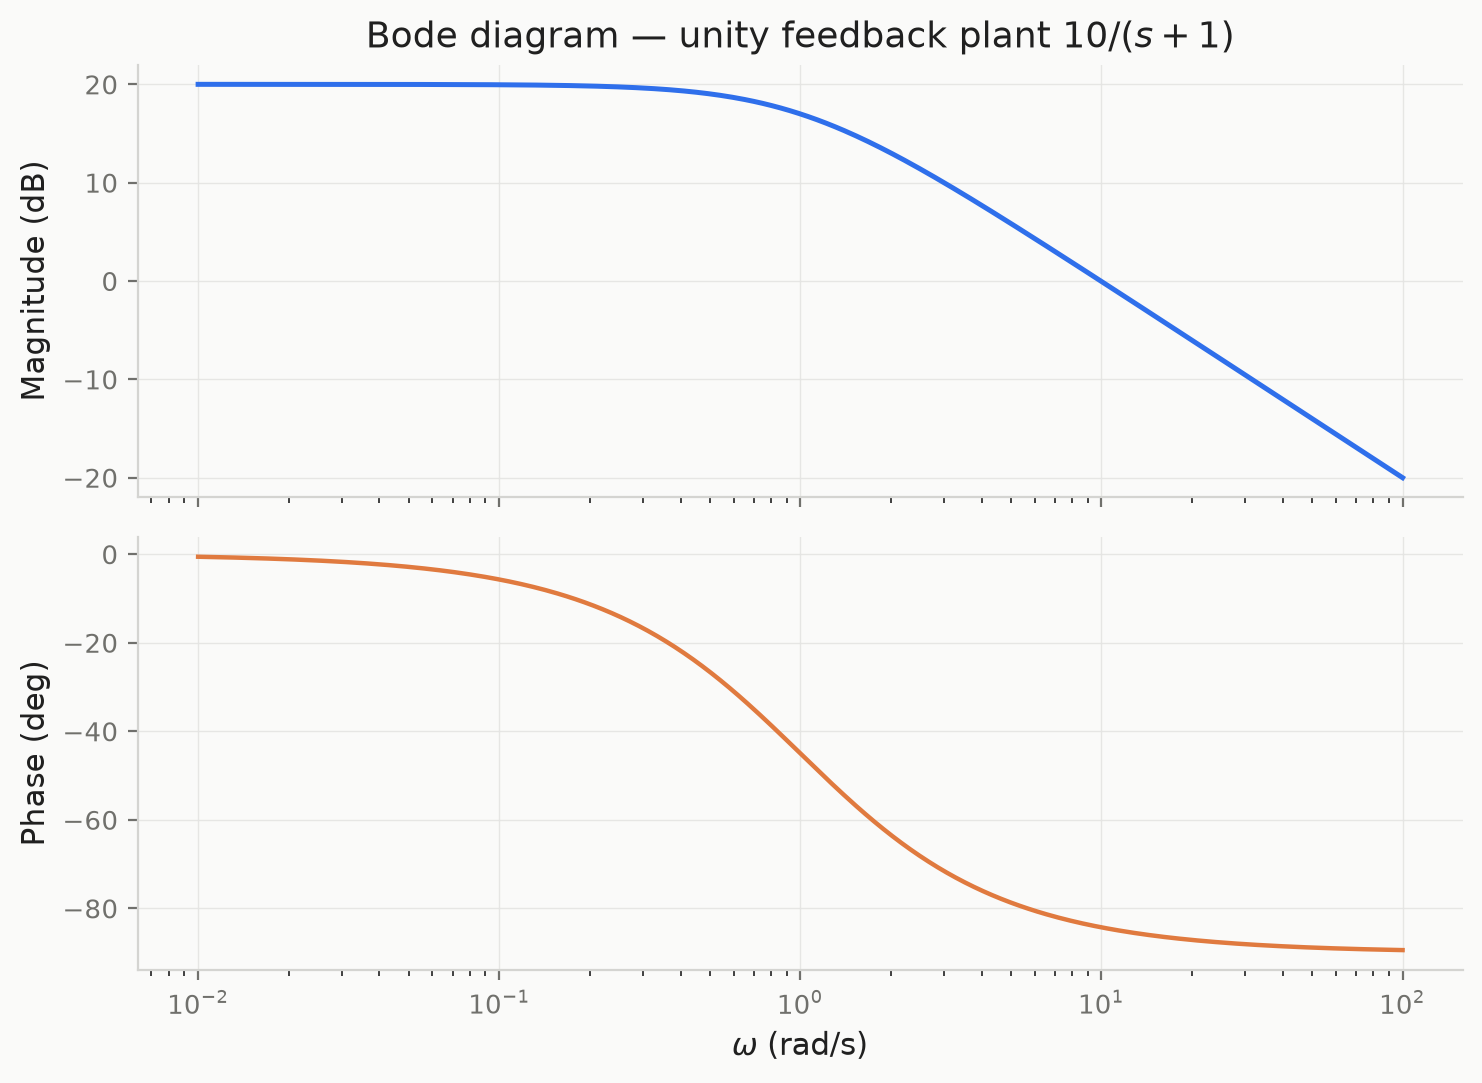 Bode diagram — unity feedback plant 10/(s + 1)
20
10
0
−10
−20
Magnitude (dB)
0
−20
−40
−60
−80
Phase (deg)
10⁻² 10⁻¹ 10⁰ 10¹ 10²
ω (rad/s)